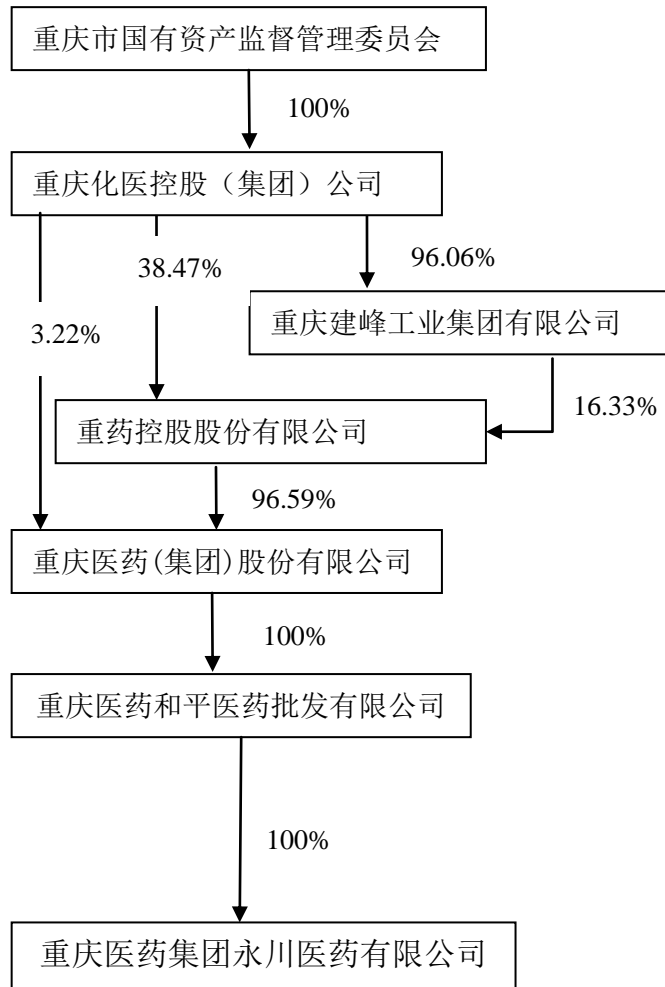 重庆市国有资产监督管理委员会
100%
重庆化医控股（集团）公司
38.47%
96.06%
3.22%
重庆建峰工业集团有限公司
16.33%
重药控股股份有限公司
96.59%
重庆医药(集团)股份有限公司
100%
重庆医药和平医药批发有限公司
100%
重庆医药集团永川医药有限公司